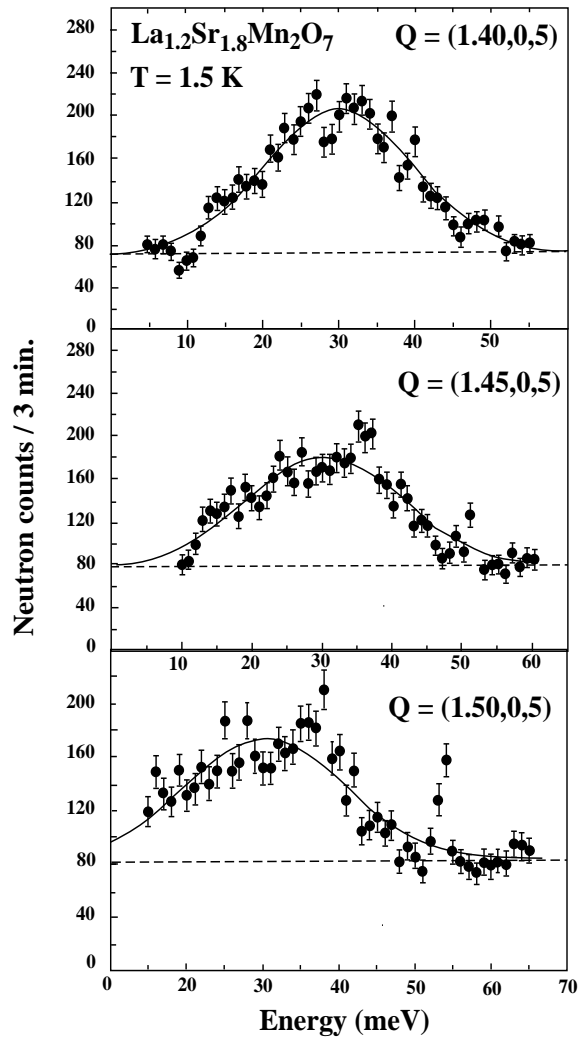 La1.2Sr1.8Mn2O7
Q = (1.40,0,5)
T = 1.5 K
280
240
200
160
120
80
40
0
10 20 30 40 50
Q = (1.45,0,5)
280
240
200
160
120
80
40
0
10 20 30 40 50 60
Q = (1.50,0,5)
200
160
120
80
40
0
0 10 20 30 40 50 60 70
Neutron counts / 3 min.
Energy (meV)